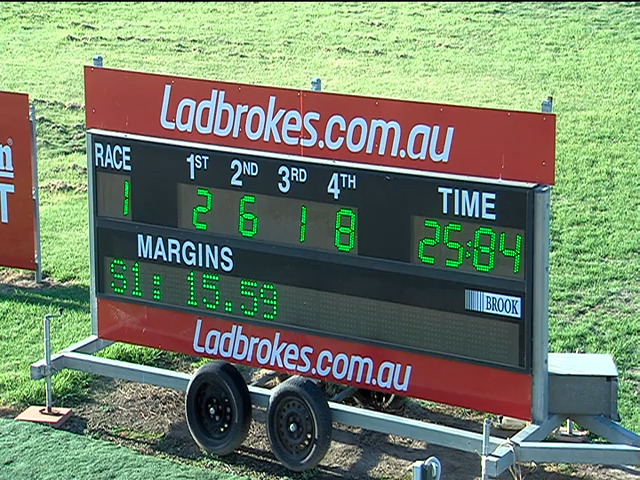 Ladbrokes.com.au
RACE 1ST 2ND 3RD 4TH TIME
1 2 6 1 8 25:84
MARGINS
S1: 15.59
BROOK
Ladbrokes.com.au
T